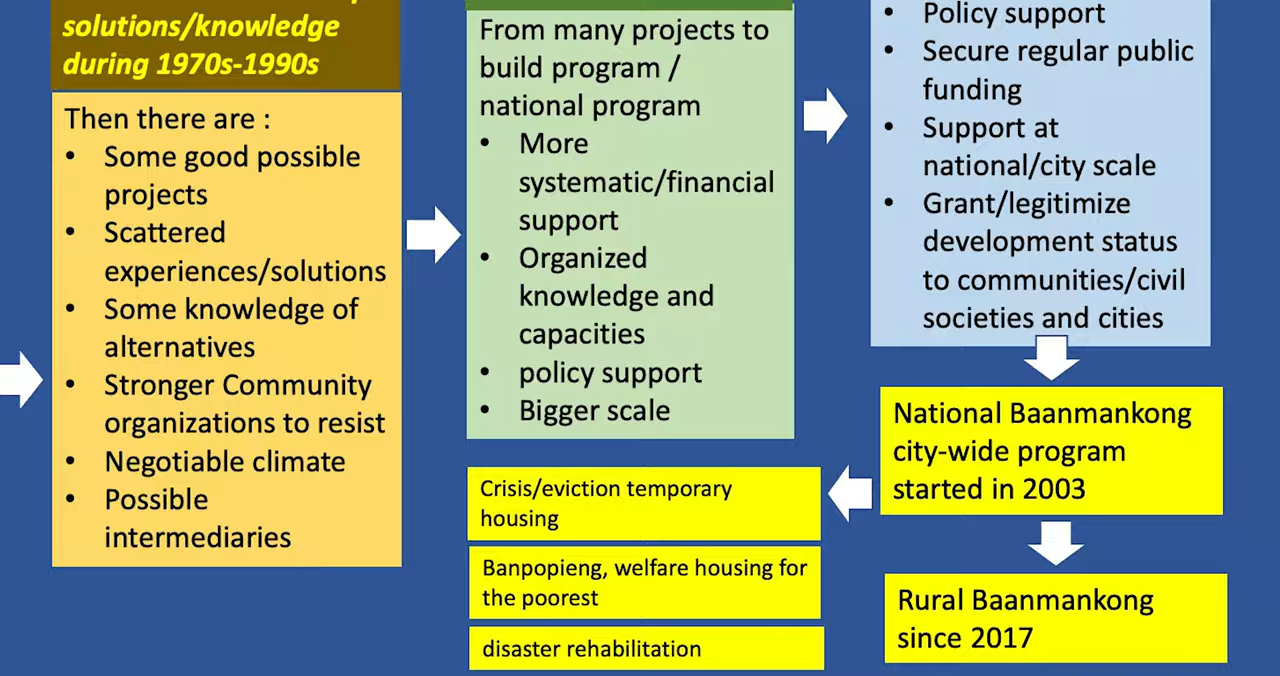 solutions/knowledge
during 1970s-1990s
Then there are :
• Some good possible
projects
• Scattered
experiences/solutions
• Some knowledge of
alternatives
• Stronger Community
organizations to resist
• Negotiable climate
• Possible
intermediaries
From many projects to
build program /
national program
• More
systematic/financial
support
• Organized
knowledge and
capacities
• policy support
• Bigger scale
• Policy support
• Secure regular public
funding
• Support at
national/city scale
• Grant/legitimize
development status
to communities/civil
societies and cities
National Baanmankong
city-wide program
started in 2003
Crisis/eviction temporary
housing
Banpopieng, welfare housing for
the poorest
disaster rehabilitation
Rural Baanmankong
since 2017